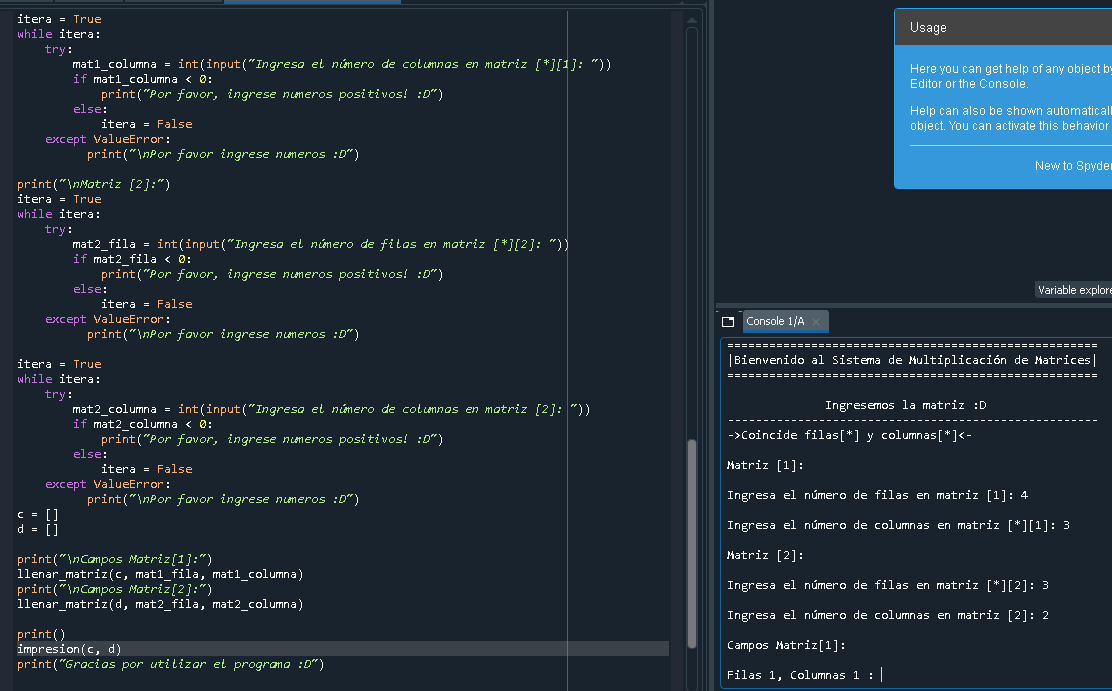 itera = True
while itera:
    try:
        mat1_columna = int(input("Ingresa el número de columnas en matriz [*][1]: "))
        if mat1_columna < 0:
            print("Por favor, ingrese numeros positivos! :D")
        else:
            itera = False
    except ValueError:
          print("\nPor favor ingrese numeros :D")
print("\nMatriz [2]:")
itera = True
while itera:
    try:
        mat2_fila = int(input("Ingresa el número de filas en matriz [*][2]: "))
        if mat2_fila < 0:
            print("Por favor, ingrese numeros positivos! :D")
        else:
            itera = False
    except ValueError:
          print("\nPor favor ingrese numeros :D")
itera = True
while itera:
    try:
        mat2_columna = int(input("Ingresa el número de columnas en matriz [2]: "))
        if mat2_columna < 0:
            print("Por favor, ingrese numeros positivos! :D")
        else:
            itera = False
    except ValueError:
          print("\nPor favor ingrese numeros :D")
c = []
d = []
print("\nCampos Matriz[1]:")
llenar_matriz(c, mat1_fila, mat1_columna)
print("\nCampos Matriz[2]:")
llenar_matriz(d, mat2_fila, mat2_columna)
print()
impresion(c, d)
print("Gracias por utilizar el programa :D")
Usage
Here you can get help of any object by
Editor or the Console.
Help can also be shown automaticall
object. You can activate this behavior
New to Spyder
Variable explore
Console 1/A
=====================================================
|Bienvenido al Sistema de Multiplicación de Matrices|
=====================================================
Ingresemos la matriz :D
-----------------------------------------------------
->Coincide filas[*] y columnas[*]<-
Matriz [1]:
Ingresa el número de filas en matriz [1]: 4
Ingresa el número de columnas en matriz [*][1]: 3
Matriz [2]:
Ingresa el número de filas en matriz [*][2]: 3
Ingresa el número de columnas en matriz [2]: 2
Campos Matriz[1]:
Filas 1, Columnas 1 :